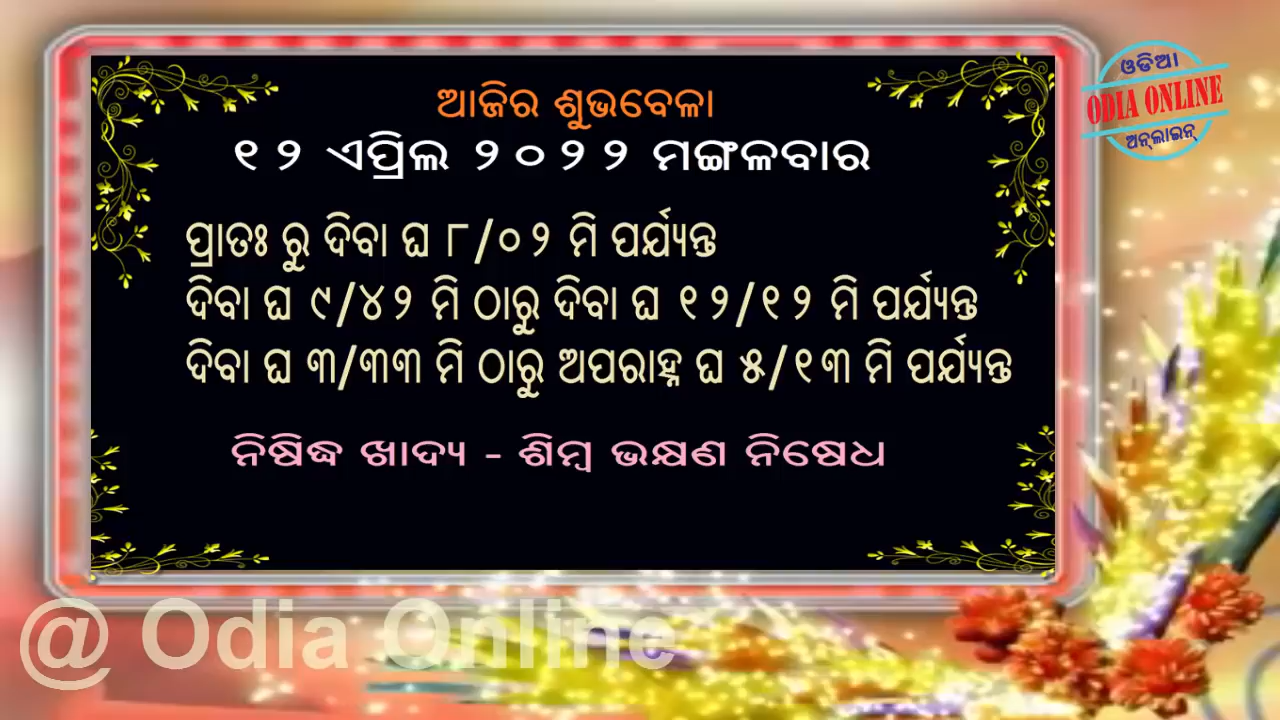 ଆଜିର ଶୁଭବେଳା
୧୨ ଏପ୍ରିଲ ୨୦୨୨ ମଙ୍ଗଳବାର
ପ୍ରାତଃ ରୁ ଦିବା ଘ ୮/୦୨ ମି ପର୍ଯ୍ୟନ୍ତ
ଦିବା ଘ ୯/୪୨ ମି ଠାରୁ ଦିବା ଘ ୧୨/୧୨ ମି ପର୍ଯ୍ୟନ୍ତ
ଦିବା ଘ ୩/୩୩ ମି ଠାରୁ ଅପରାହ୍ନ ଘ ୫/୧୩ ମି ପର୍ଯ୍ୟନ୍ତ
ନିଷିଦ୍ଧ ଖାଦ୍ୟ - ଶିମ୍ବ ଭକ୍ଷଣ ନିଷେଧ
ଓଡିଆ
ODIA ONLINE
ଅନ୍‌ଲାଇନ୍
@ Odia Online